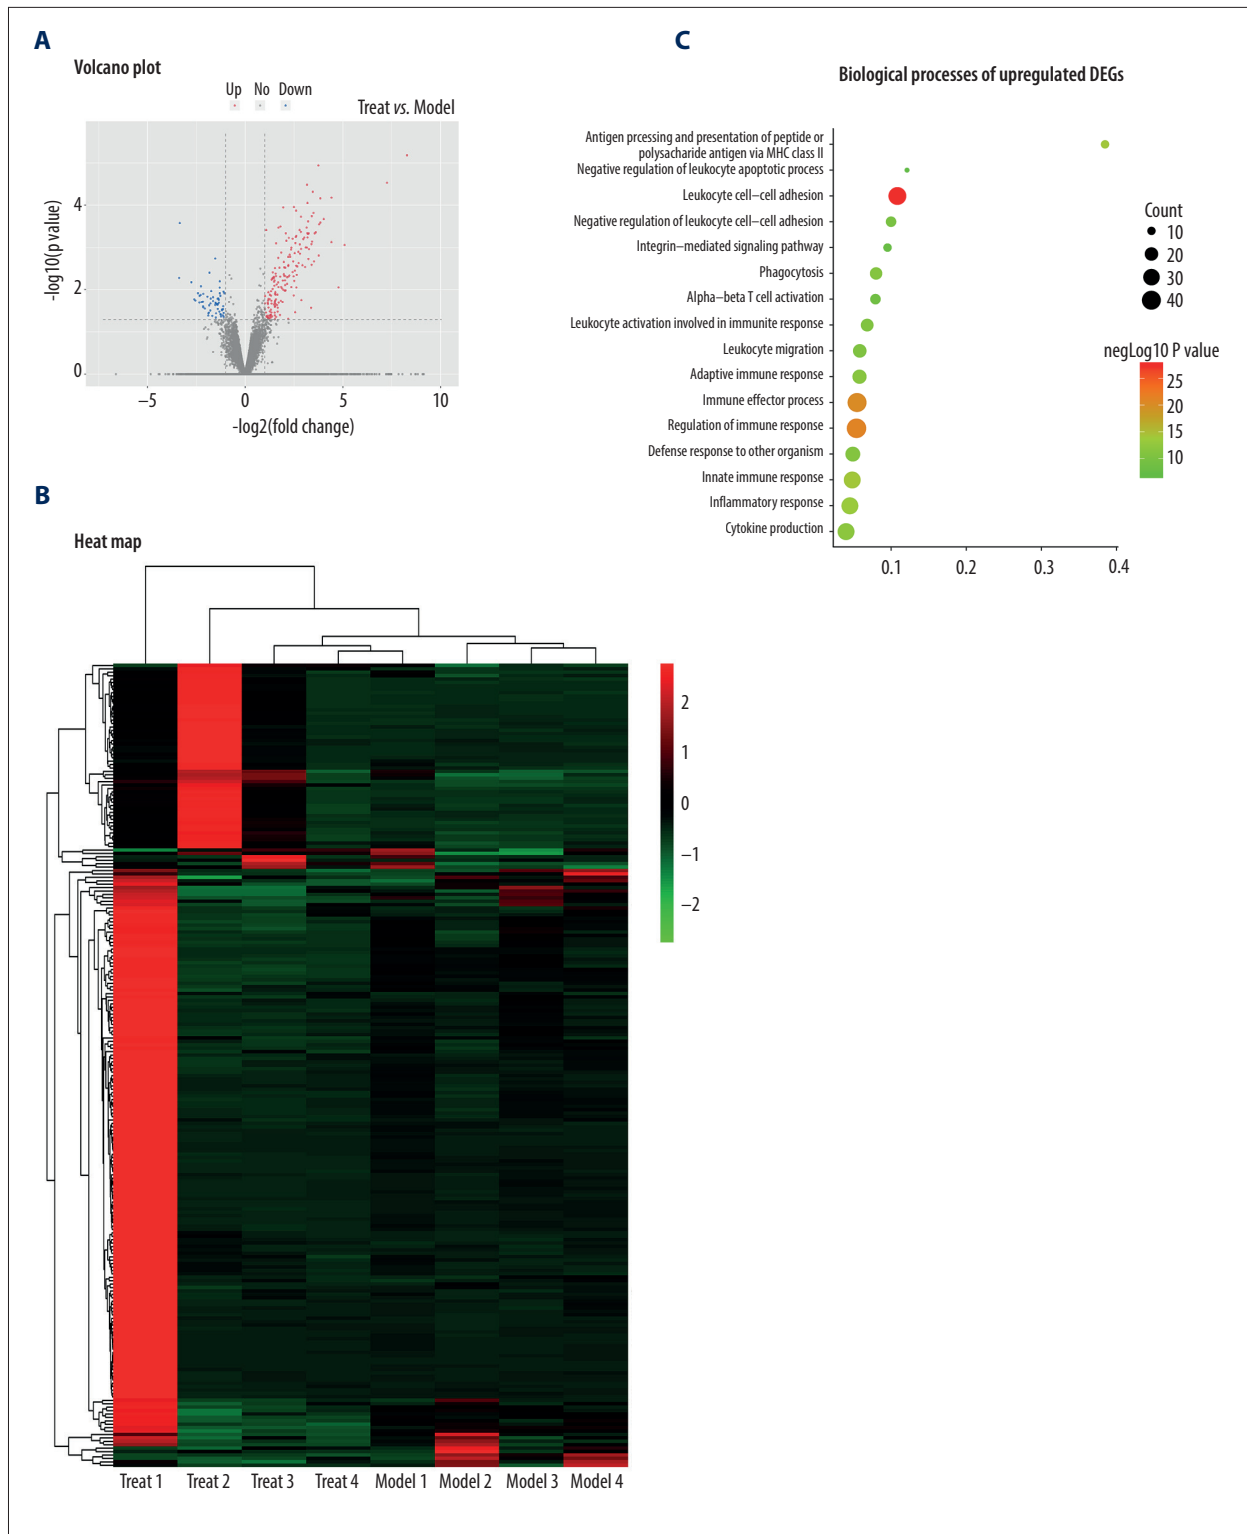 A
Volcano plot
Up No Down
Treat vs. Model
-log10(p value)
4
2
0
−5 0 5 10
-log2(fold change)
B
Heat map
2
1
0
−1
−2
Treat 1 Treat 2 Treat 3 Treat 4 Model 1 Model 2 Model 3 Model 4
C
Biological processes of upregulated DEGs
Antigen prcessing and presentation of peptide or
polysacharide antigen via MHC class II
Negative regulation of leukocyte apoptotic process
Leukocyte cell−cell adhesion
Negative regulation of leukocyte cell−cell adhesion
Integrin−mediated signaling pathway
Phagocytosis
Alpha−beta T cell activation
Leukocyte activation involved in immunite response
Leukocyte migration
Adaptive immune response
Immune effector process
Regulation of immune response
Defense response to other organism
Innate immune response
Inflammatory response
Cytokine production
0.1 0.2 0.3 0.4
Count
10
20
30
40
negLog10 P value
25
20
15
10